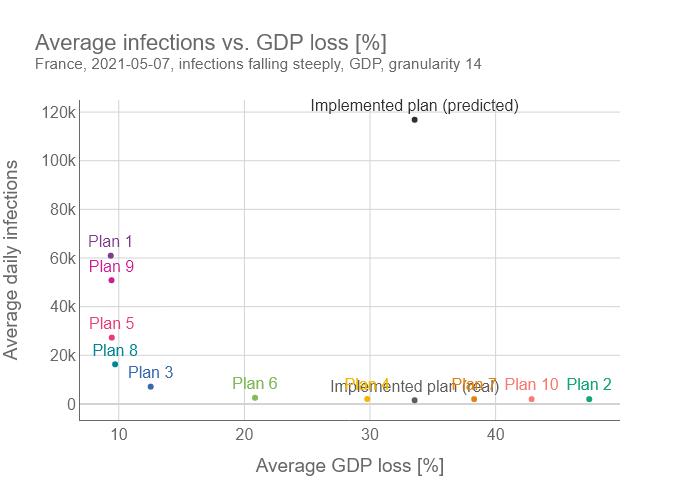 Average infections vs. GDP loss [%]
France, 2021-05-07, infections falling steeply, GDP, granularity 14
Average daily infections
120k
100k
80k
60k
40k
20k
0
Implemented plan (predicted)
Plan 1
Plan 9
Plan 5
Plan 8
Plan 3
Plan 6
Plan 4
Implemented plan (real)
Plan 7
Plan 10
Plan 2
10
20
30
40
Average GDP loss [%]